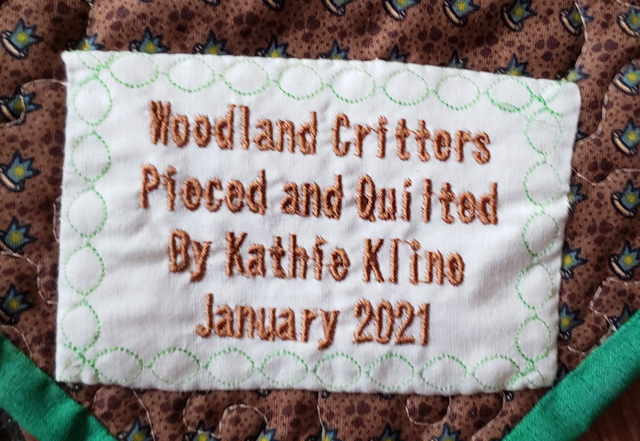 Woodland Critters
Pieced and Quilted
By Kathie Kline
January 2021